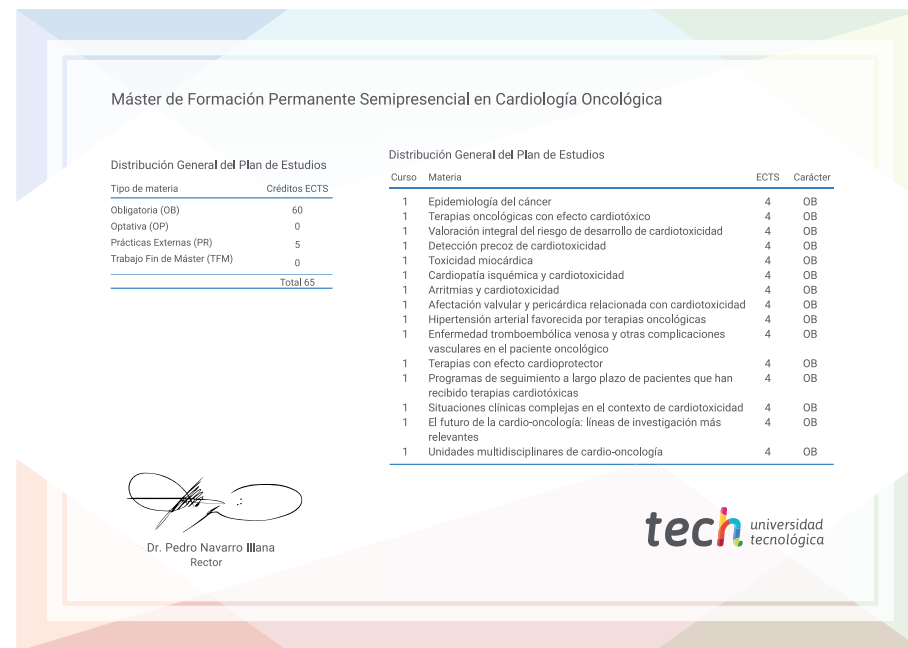 Máster de Formación Permanente Semipresencial en Cardiología Oncológica
Distribución General del Plan de Estudios
Tipo de materia Créditos ECTS
Obligatoria (OB) 60
Optativa (OP) 0
Prácticas Externas (PR) 5
Trabajo Fin de Máster (TFM) 0
Total 65
Distribución General del Plan de Estudios
Curso Materia ECTS Carácter
1 Epidemiología del cáncer 4 OB
1 Terapias oncológicas con efecto cardiotóxico 4 OB
1 Valoración integral del riesgo de desarrollo de cardiotoxicidad 4 OB
1 Detección precoz de cardiotoxicidad 4 OB
1 Toxicidad miocárdica 4 OB
1 Cardiopatía isquémica y cardiotoxicidad 4 OB
1 Arritmias y cardiotoxicidad 4 OB
1 Afectación valvular y pericárdica relacionada con cardiotoxicidad 4 OB
1 Hipertensión arterial favorecida por terapias oncológicas 4 OB
1 Enfermedad tromboembólica venosa y otras complicaciones 4 OB
vasculares en el paciente oncológico
1 Terapias con efecto cardioprotector 4 OB
1 Programas de seguimiento a largo plazo de pacientes que han 4 OB
recibido terapias cardiotóxicas
1 Situaciones clínicas complejas en el contexto de cardiotoxicidad 4 OB
1 El futuro de la cardio-oncología: líneas de investigación más 4 OB
relevantes
1 Unidades multidisciplinares de cardio-oncología 4 OB
Dr. Pedro Navarro Illana
Rector
tech universidad
tecnológica